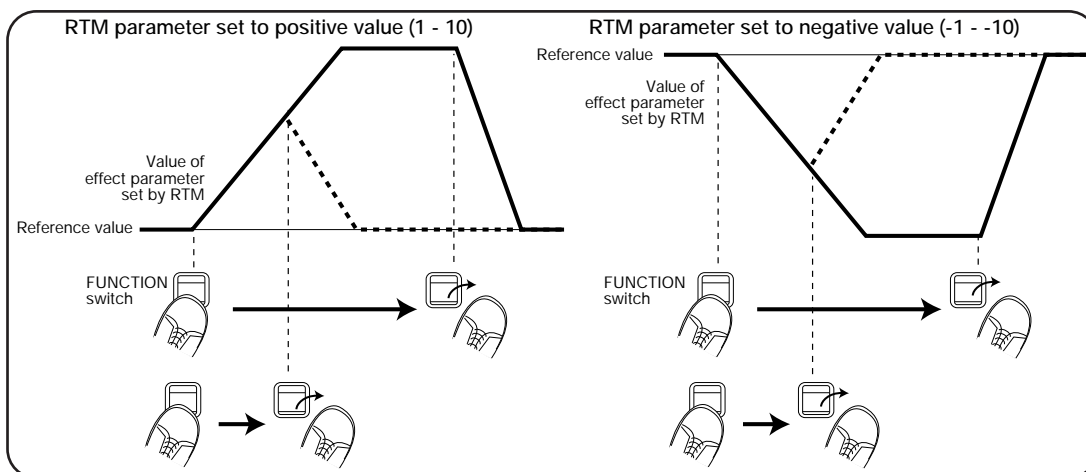 RTM parameter set to positive value (1 - 10)
Value of
effect parameter
set by RTM
Reference value
FUNCTION
switch
RTM parameter set to negative value (-1 - -10)
Reference value
Value of
effect parameter
set by RTM
FUNCTION
switch